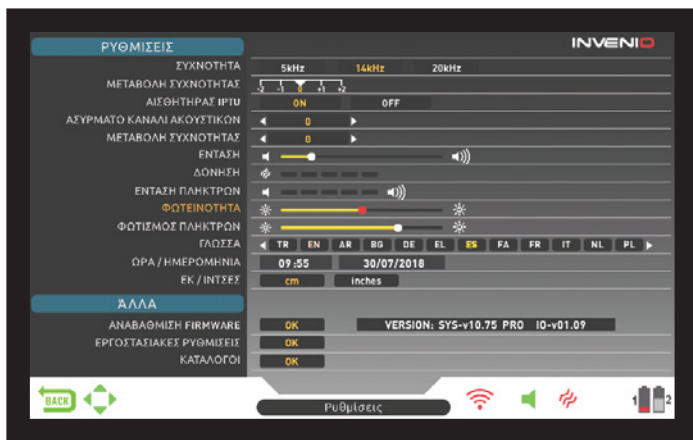 ΡΥΘΜΙΣΕΙΣ INVENIO
ΣΥΧΝΟΤΗΤΑ 5kHz 14kHz 20kHz
ΜΕΤΑΒΟΛΗ ΣΥΧΝΟΤΗΤΑΣ -2 -1 0 +1 +2
ΑΙΣΘΗΤΗΡΑΣ IPTU ON OFF
ΑΣΥΡΜΑΤΟ ΚΑΝΑΛΙ ΑΚΟΥΣΤΙΚΩΝ 0
ΜΕΤΑΒΟΛΗ ΣΥΧΝΟΤΗΤΑΣ 0
ΕΝΤΑΣΗ
ΔΟΝΗΣΗ
ΕΝΤΑΣΗ ΠΛΗΚΤΡΩΝ
ΦΩΤΕΙΝΟΤΗΤΑ
ΦΩΤΙΣΜΟΣ ΠΛΗΚΤΡΩΝ
ΓΛΩΣΣΑ TR EN AR BG DE EL ES FA FR IT NL PL
ΩΡΑ / ΗΜΕΡΟΜΗΝΙΑ 09 :55 30/07/2018
ΕΚ / ΙΝΤΣΕΣ cm inches
ΆΛΛΑ
ΑΝΑΒΑΘΜΙΣΗ FIRMWARE OK VERSION: SYS-v10.75 PRO IO-v01.09
ΕΡΓΟΣΤΑΣΙΑΚΕΣ ΡΥΘΜΙΣΕΙΣ OK
ΚΑΤΑΛΟΓΟΙ OK
BACK Ρυθμίσεις 1 2